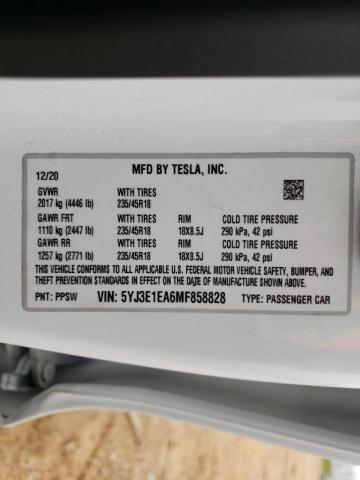 12/20 MFD BY TESLA, INC.
GVWR WITH TIRES
2017 kg (4446 lb) 235/45R18
GAWR FRT WITH TIRES RIM COLD TIRE PRESSURE
1110 kg (2447 lb) 235/45R18 18X8.5J 290 kPa, 42 psi
GAWR RR WITH TIRES RIM COLD TIRE PRESSURE
1257 kg (2771 lb) 235/45R18 18X8.5J 290 kPa, 42 psi
THIS VEHICLE CONFORMS TO ALL APPLICABLE U.S. FEDERAL MOTOR VEHICLE SAFETY, BUMPER, AND
THEFT PREVENTION STANDARDS IN EFFECT ON THE DATE OF MANUFACTURE SHOWN ABOVE.
PNT: PPSW VIN: 5YJ3E1EA6MF858828 TYPE: PASSENGER CAR